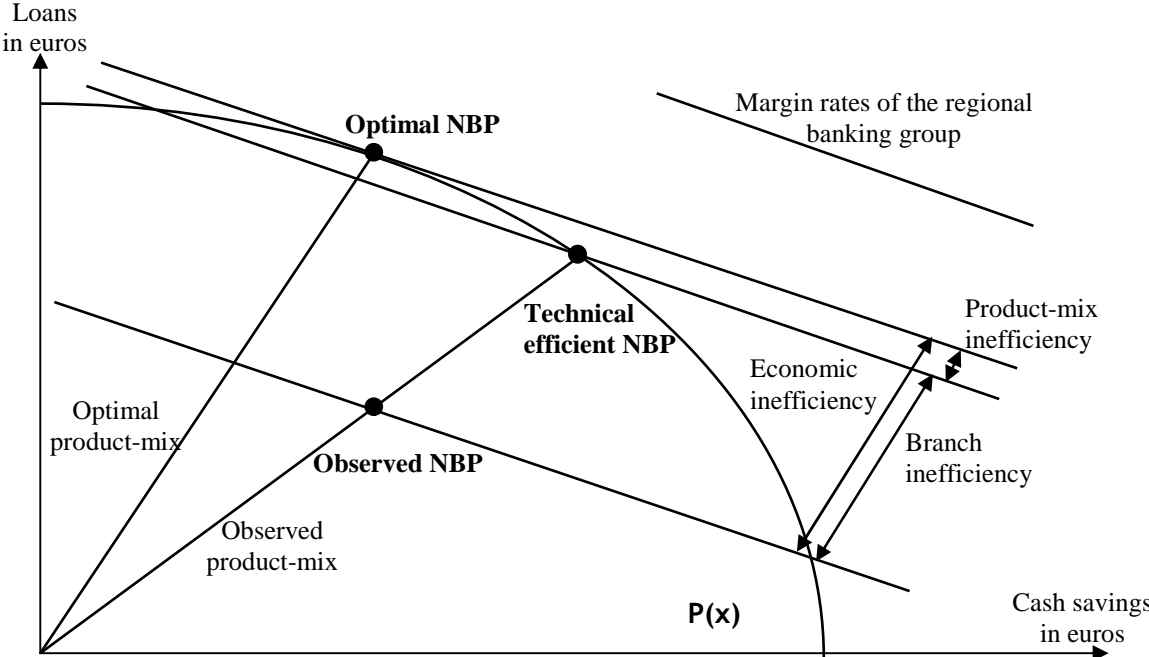 Loans
in euros
Margin rates of the regional
banking group
Optimal NBP
Technical
efficient NBP
Product-mix
inefficiency
Economic
inefficiency
Optimal
product-mix
Branch
inefficiency
Observed NBP
Observed
product-mix
P(x)
Cash savings
in euros